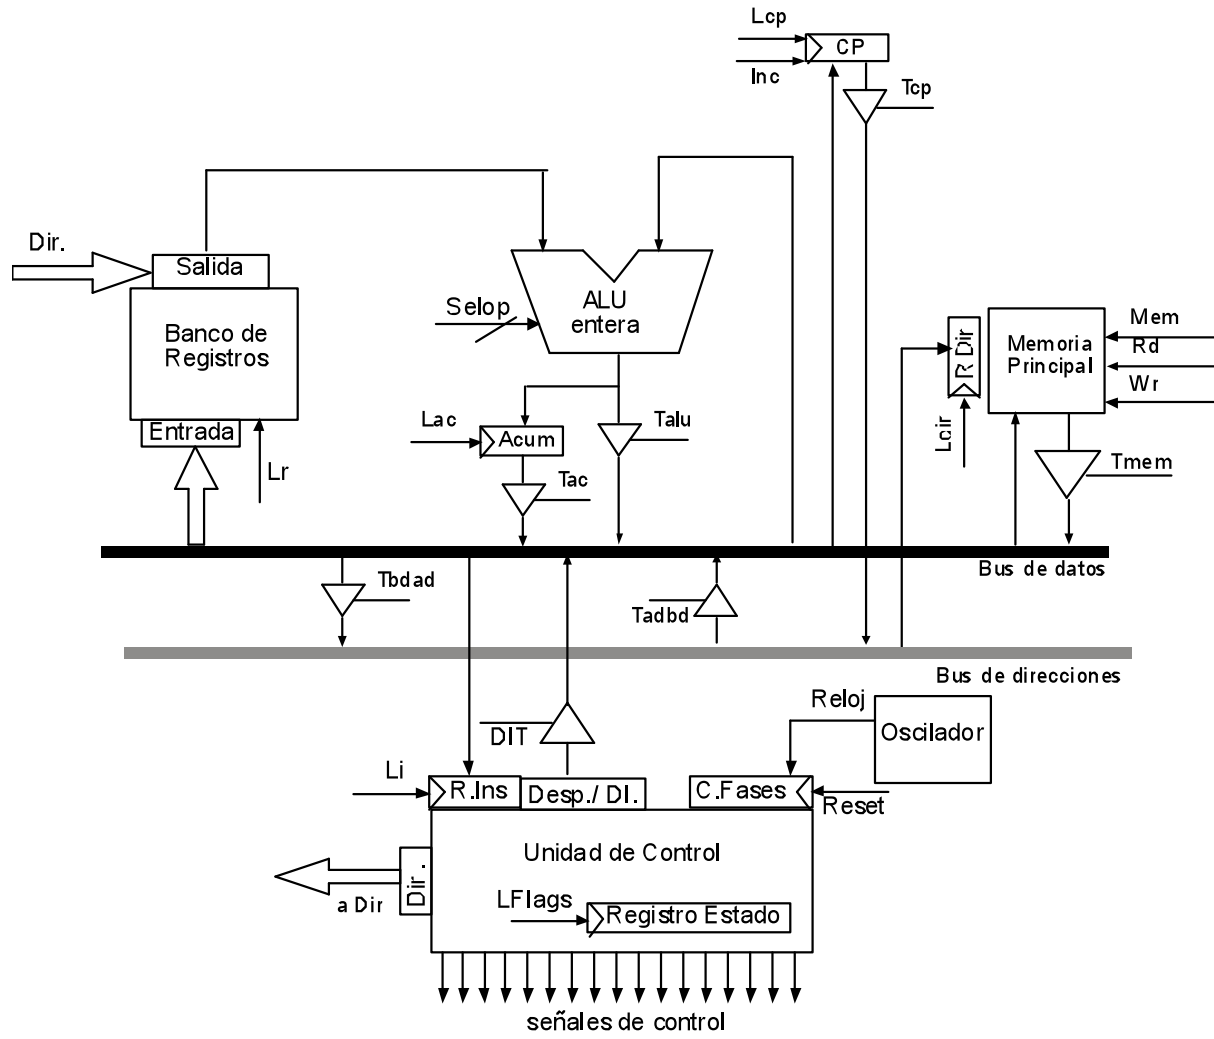 Lcp
CP
Inc
Tcp
Dir.
Salida
Banco de
Registros
Entrada
Lr
Selop
ALU
entera
Lac
Acum
Talu
Tac
R Dir
Ldir
Memoria
Principal
Mem
Rd
Wr
Tmem
Bus de datos
Tbdad
Tadbd
Bus de direcciones
Reloj
Oscilador
DIT
Li
R.Ins
Desp./ DI.
C.Fases
Reset
Unidad de Control
Dir .
a Dir
LFlags
Registro Estado
señales de control